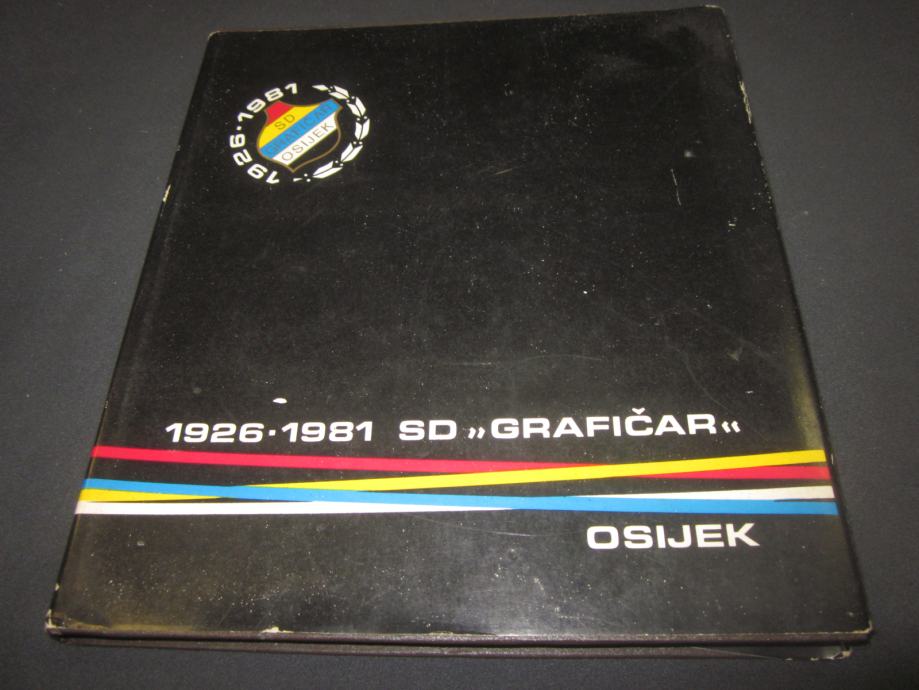 1926·1981
SD
GRAFIČAR
OSIJEK
1926·1981 SD »GRAFIČAR«
OSIJEK